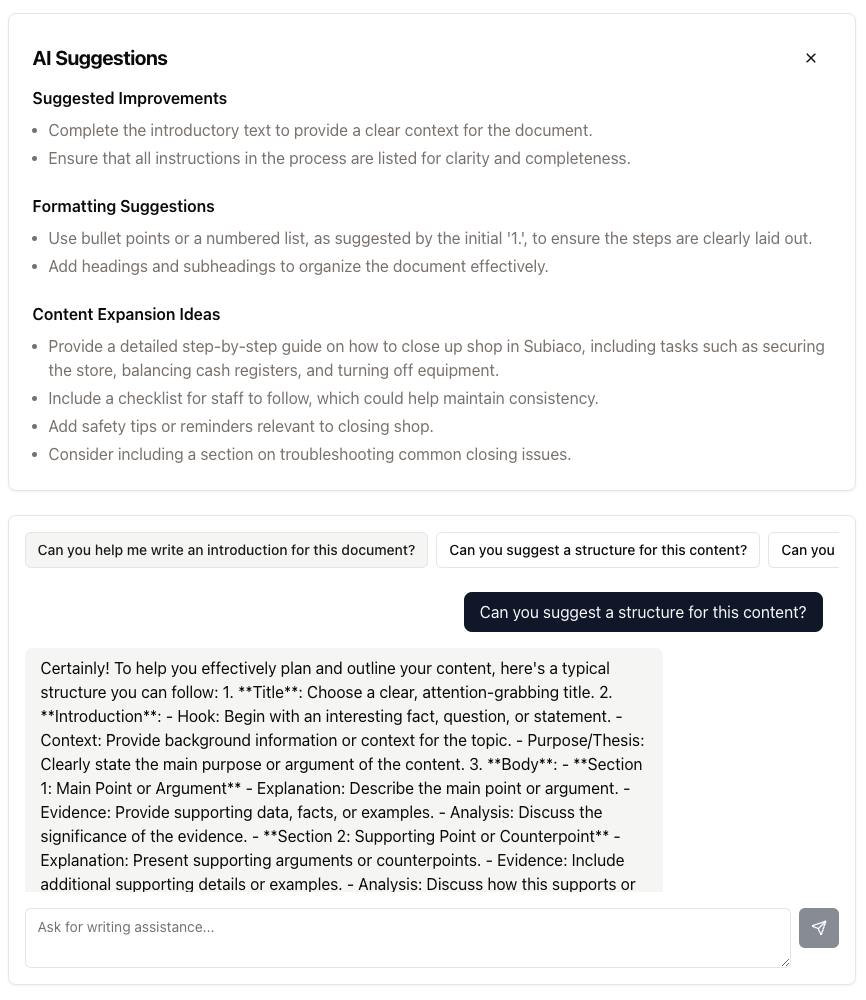 AI Suggestions
Suggested Improvements
• Complete the introductory text to provide a clear context for the document.
• Ensure that all instructions in the process are listed for clarity and completeness.
Formatting Suggestions
• Use bullet points or a numbered list, as suggested by the initial '1.', to ensure the steps are clearly laid out.
• Add headings and subheadings to organize the document effectively.
Content Expansion Ideas
• Provide a detailed step-by-step guide on how to close up shop in Subiaco, including tasks such as securing
the store, balancing cash registers, and turning off equipment.
• Include a checklist for staff to follow, which could help maintain consistency.
• Add safety tips or reminders relevant to closing shop.
• Consider including a section on troubleshooting common closing issues.
Can you help me write an introduction for this document? Can you suggest a structure for this content? Can you
Can you suggest a structure for this content?
Certainly! To help you effectively plan and outline your content, here's a typical
structure you can follow: 1. **Title**: Choose a clear, attention-grabbing title. 2.
**Introduction**: - Hook: Begin with an interesting fact, question, or statement. -
Context: Provide background information or context for the topic. - Purpose/Thesis:
Clearly state the main purpose or argument of the content. 3. **Body**: - **Section
1: Main Point or Argument** - Explanation: Describe the main point or argument. -
Evidence: Provide supporting data, facts, or examples. - Analysis: Discuss the
significance of the evidence. - **Section 2: Supporting Point or Counterpoint** -
Explanation: Present supporting arguments or counterpoints. - Evidence: Include
additional supporting details or examples. - Analysis: Discuss how this supports or
Ask for writing assistance...